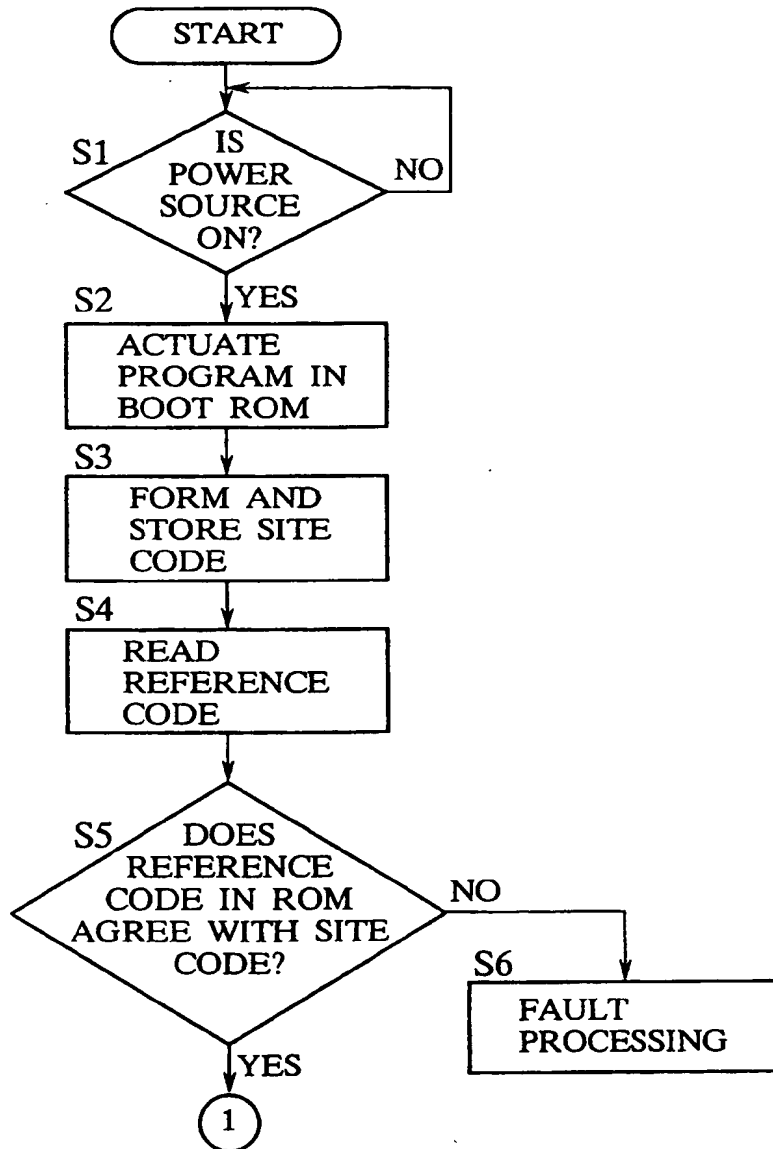 START
S1
IS
POWER
SOURCE
ON?
NO
YES
S2
ACTUATE
PROGRAM IN
BOOT ROM
S3
FORM AND
STORE SITE
CODE
S4
READ
REFERENCE
CODE
S5
DOES
REFERENCE
CODE IN ROM
AGREE WITH SITE
CODE?
NO
S6
FAULT
PROCESSING
YES
1